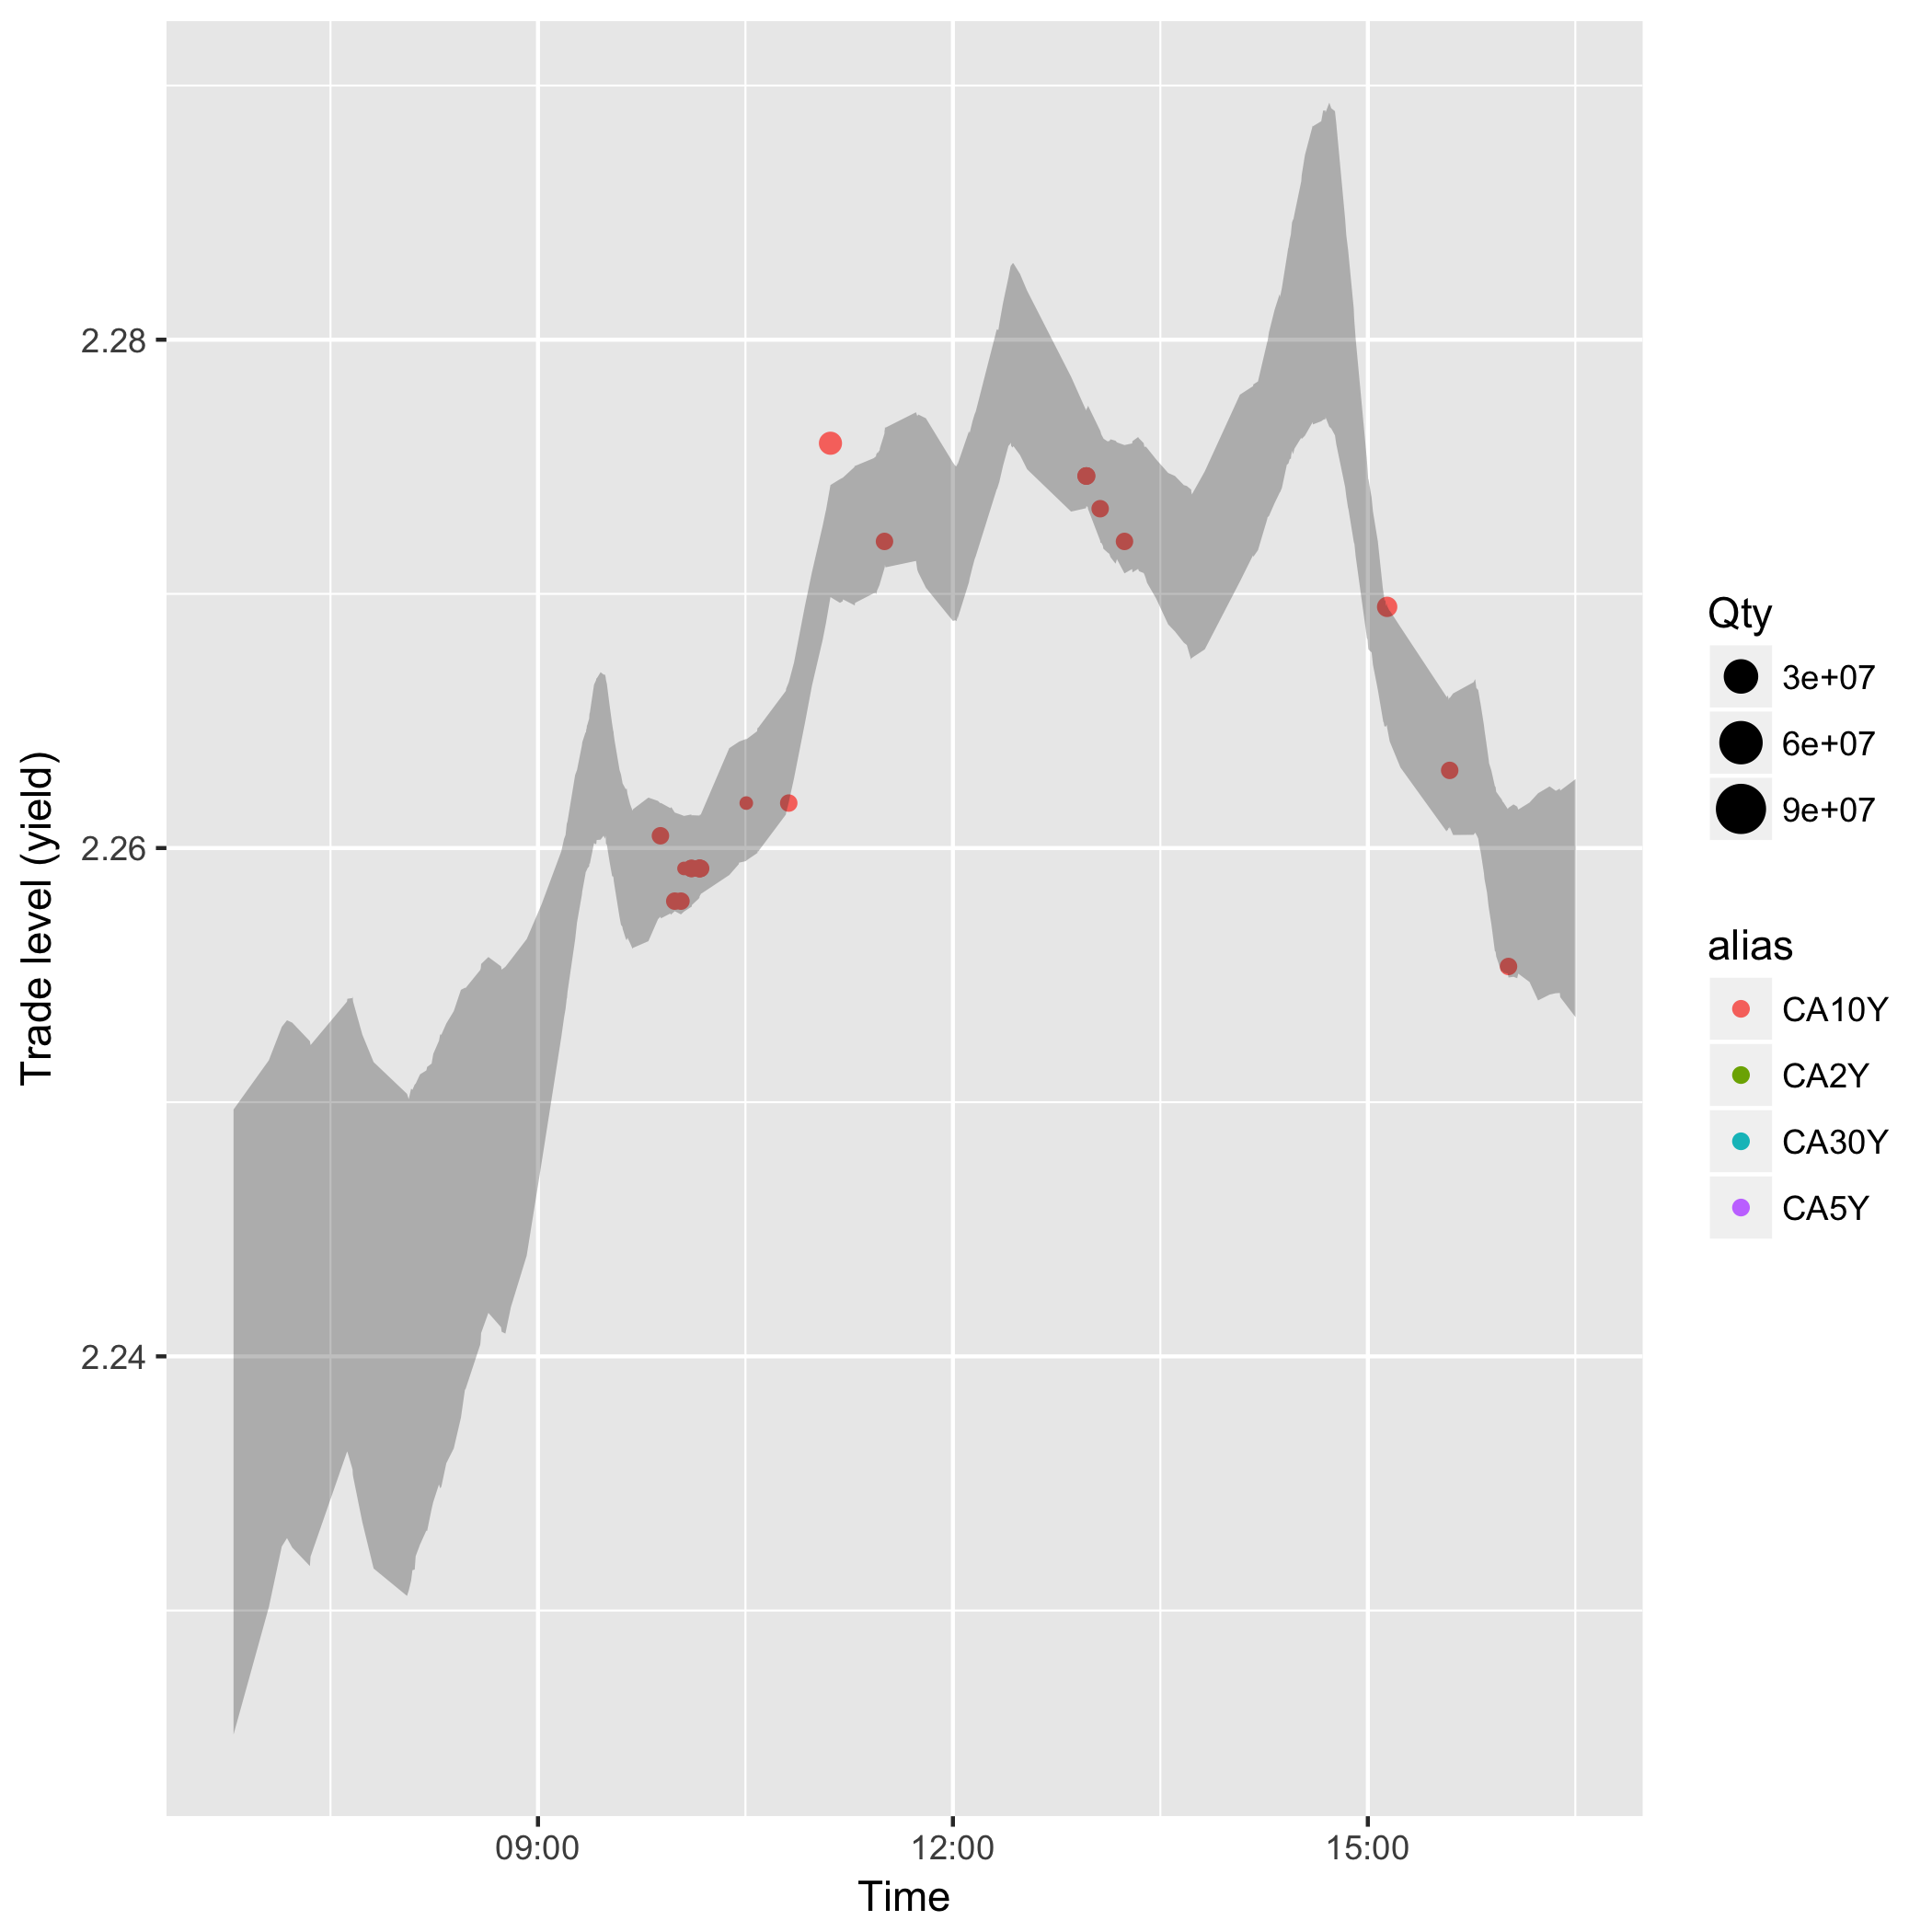 Trade level (yield)
2.28
2.26
2.24
09:00
12:00
15:00
Time
Qty
3e+07
6e+07
9e+07
alias
CA10Y
CA2Y
CA30Y
CA5Y